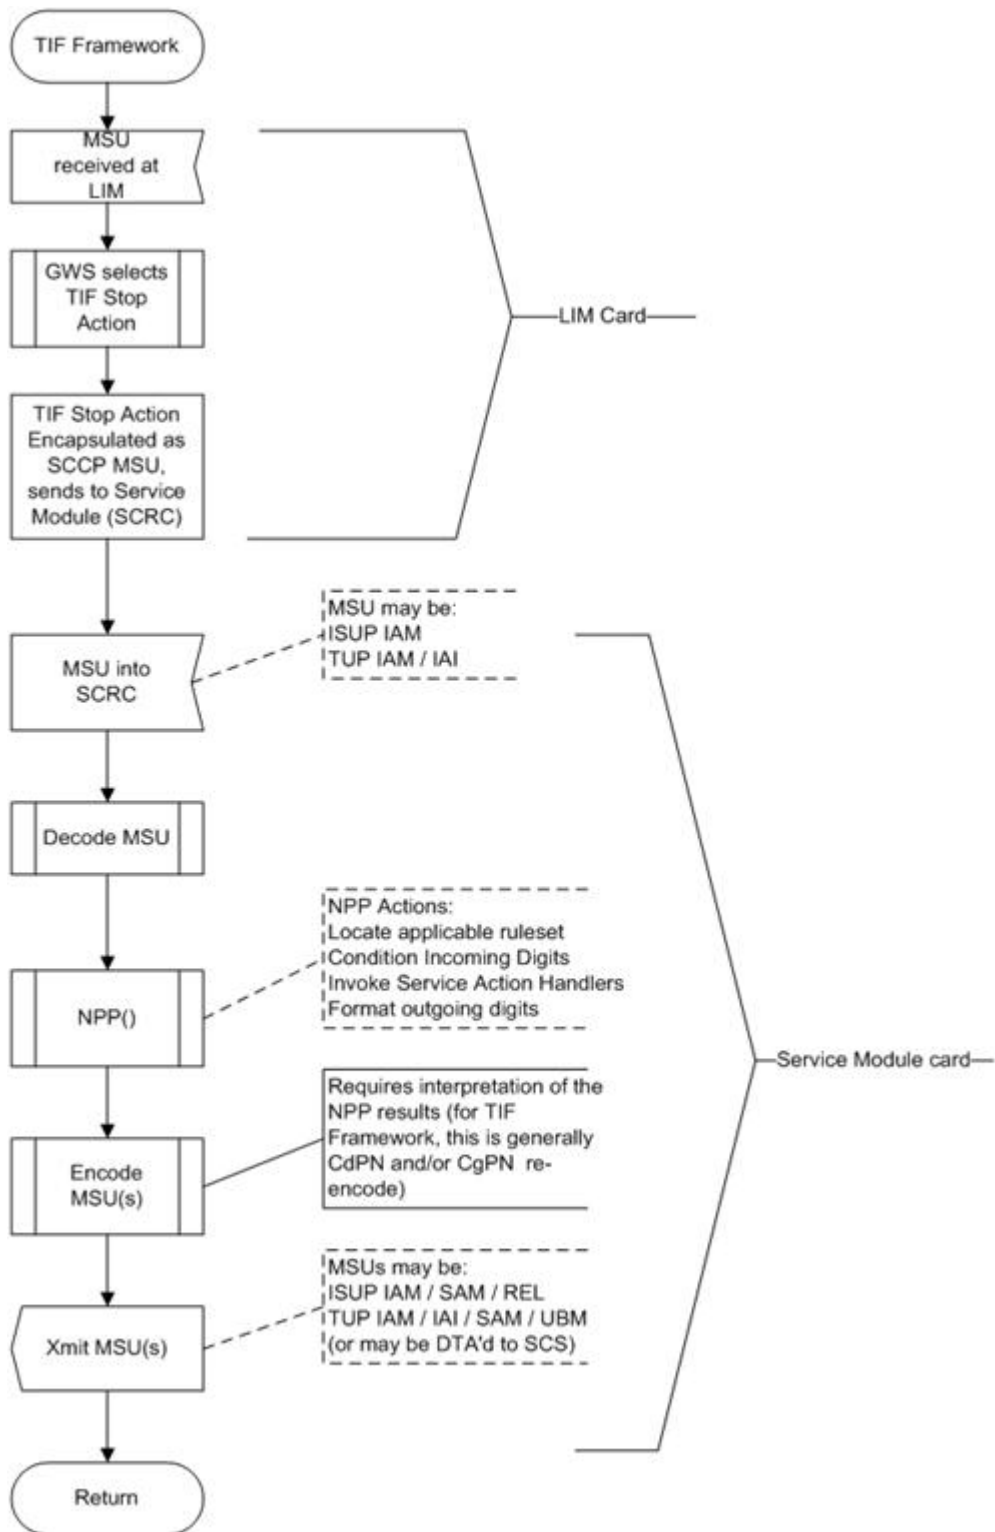 TIF Framework
MSU
received at
LIM
GWS selects
TIF Stop
Action
LIM Card
TIF Stop Action
Encapsulated as
SCCP MSU,
sends to Service
Module (SCRC)
MSU may be:
ISUP IAM
TUP IAM / IAI
MSU into
SCRC
Decode MSU
NPP Actions:
Locate applicable ruleset
Condition Incoming Digits
Invoke Service Action Handlers
Format outgoing digits
NPP()
Service Module card
Requires interpretation of the
NPP results (for TIF
Framework, this is generally
CdPN and/or CgPN  re-
encode)
Encode
MSU(s)
MSUs may be:
ISUP IAM / SAM / REL
TUP IAM / IAI / SAM / UBM
(or may be DTA'd to SCS)
Xmit MSU(s)
Return